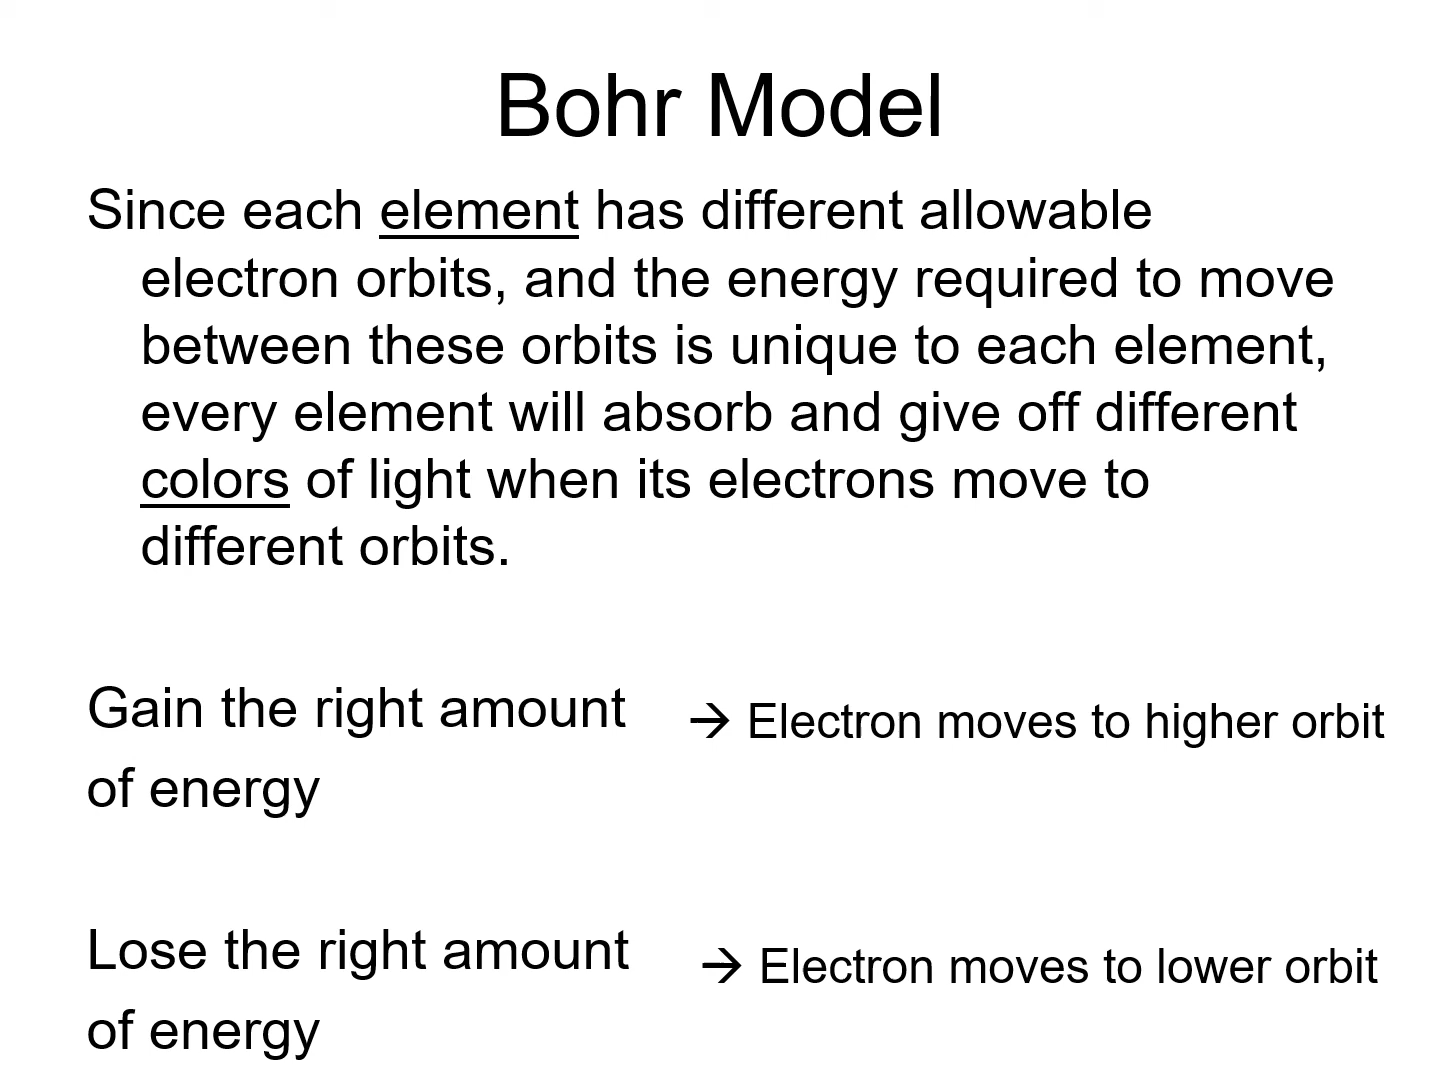 Bohr Model
Since each element has different allowable
electron orbits, and the energy required to move
between these orbits is unique to each element,
every element will absorb and give off different
colors of light when its electrons move to
different orbits.
Gain the right amount → Electron moves to higher orbit
of energy
Lose the right amount → Electron moves to lower orbit
of energy